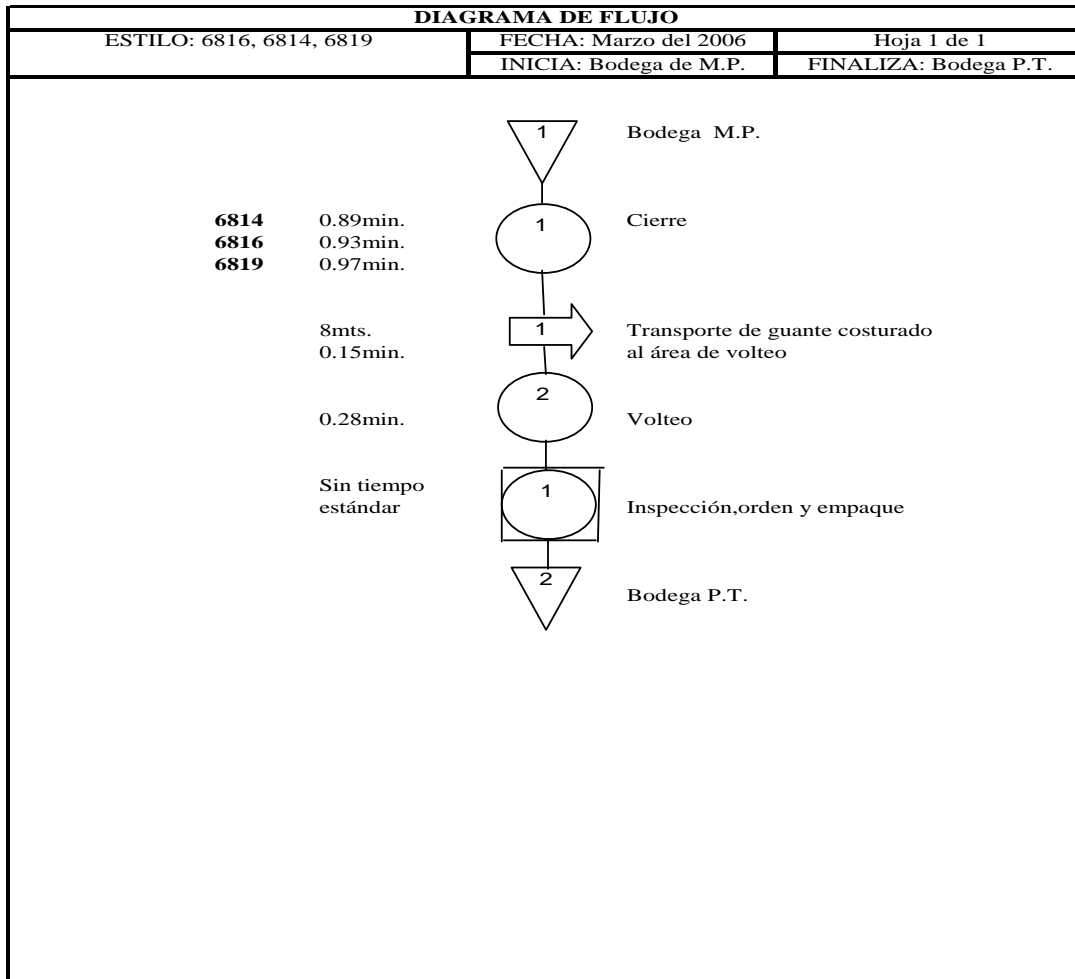 DIAGRAMA DE FLUJO
ESTILO: 6816, 6814, 6819
FECHA: Marzo del 2006
Hoja 1 de 1
INICIA: Bodega de M.P.
FINALIZA: Bodega P.T.
1
Bodega M.P.
6814 0.89min.
6816 0.93min.
6819 0.97min.
1
Cierre
8mts.
0.15min.
1
Transporte de guante costurado
al área de volteo
2
0.28min.
Volteo
Sin tiempo
estándar
1
Inspección,orden y empaque
2
Bodega P.T.